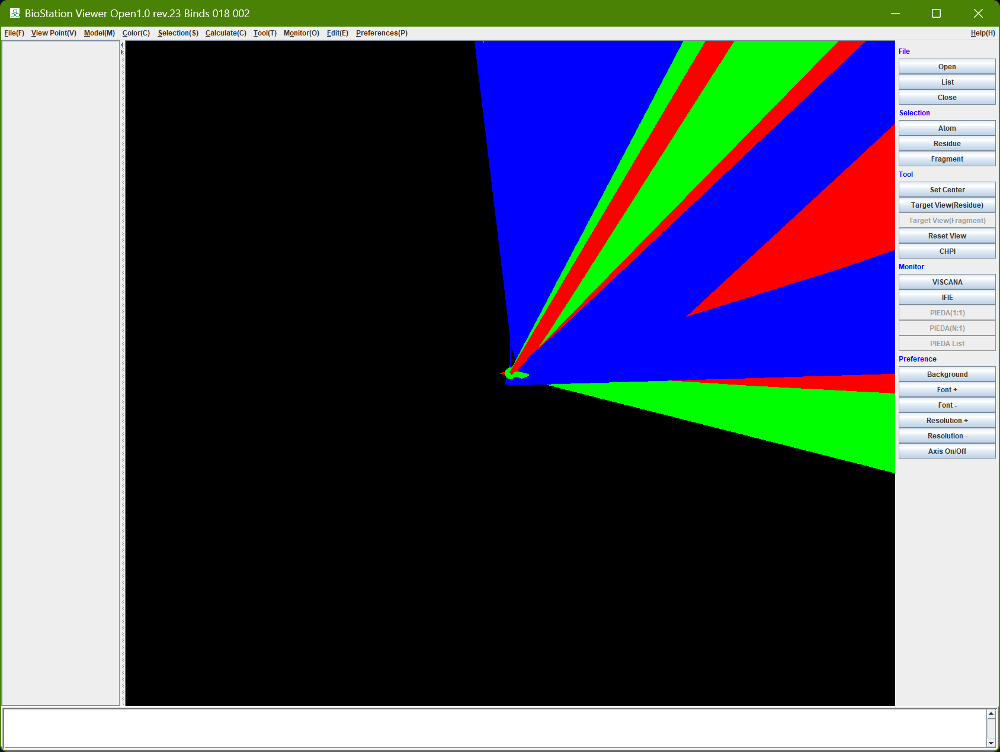 BioStation Viewer Open1.0 rev.23 Binds 018 002
File(F) View Point(V) Model(M) Color(C) Selection(S) Calculate(C) Tool(T) Monitor(O) Edit(E) Preferences(P) Help(H)
File
Open
List
Close
Selection
Atom
Residue
Fragment
Tool
Set Center
Target View(Residue)
Target View(Fragment)
Reset View
CHPI
Monitor
VISCANA
IFIE
PIEDA(1:1)
PIEDA(N:1)
PIEDA List
Preference
Background
Font +
Font -
Resolution +
Resolution -
Axis On/Off